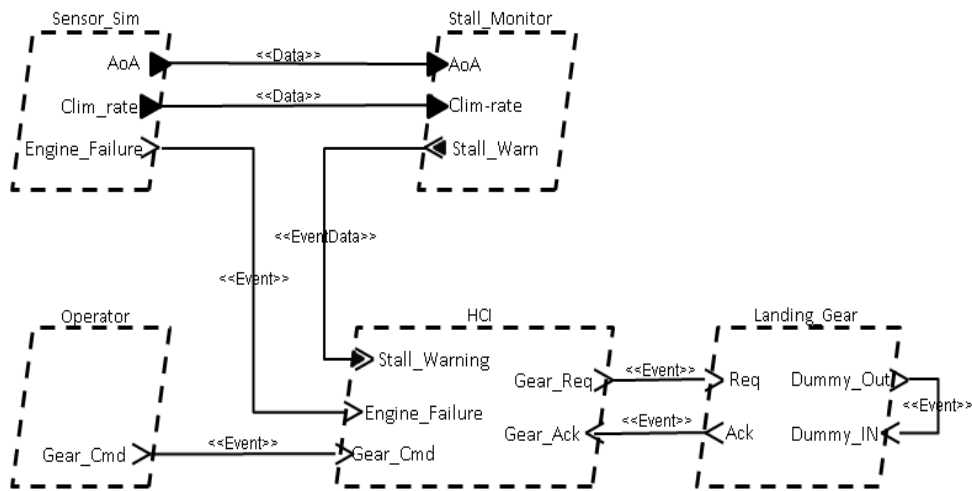 Sensor_Sim
Stall_Monitor
AoA
<<Data>>
AoA
Clim_rate
<<Data>>
Clim-rate
Engine_Failure
Stall_Warn
<<EventData>>
<<Event>>
Operator
HCI
Landing_Gear
Stall_Warning
Gear_Req
<<Event>>
Req
Dummy_Out
<<Event>>
Engine_Failure
Gear_Ack
<<Event>>
Ack
Dummy_IN
Gear_Cmd
<<Event>>
Gear_Cmd